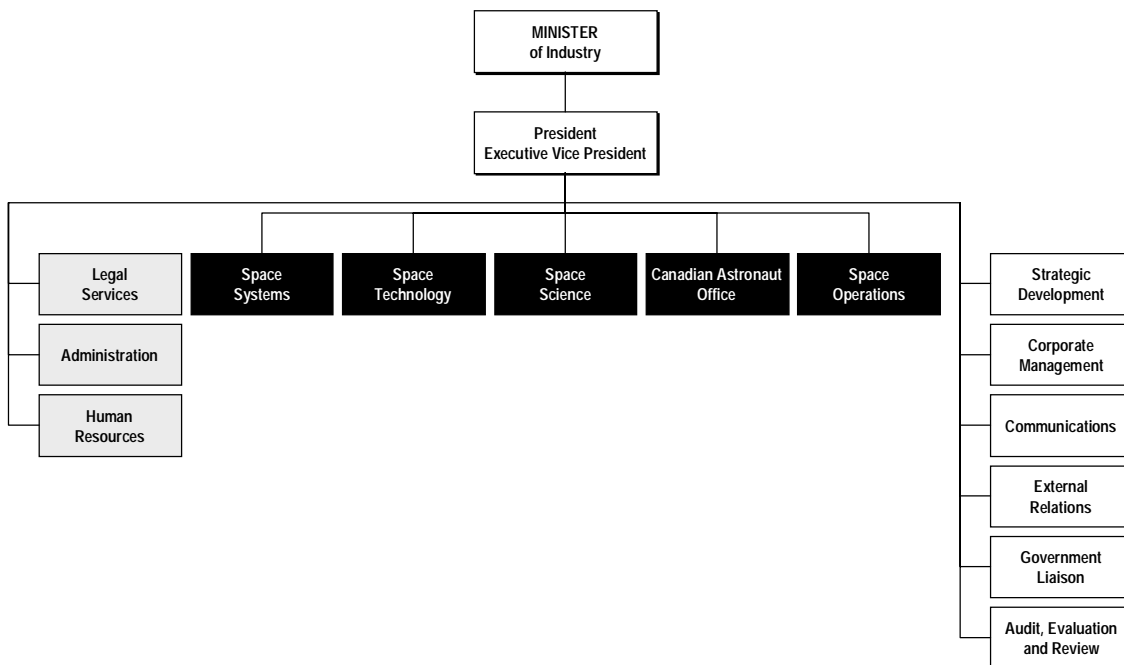 MINISTER
of Industry
President
Executive Vice President
Legal
Services
Space
Systems
Space
Technology
Space
Science
Canadian Astronaut
Office
Space
Operations
Strategic
Development
Administration
Corporate
Management
Human
Resources
Communications
External
Relations
Government
Liaison
Audit, Evaluation
and Review